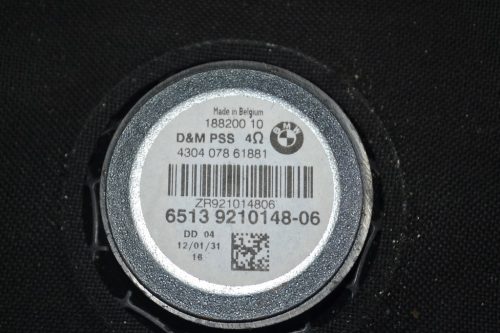 Made in Belgium
188200 10
D&M PSS 4Ω
BMW
4304 078 61881
ZR921014806
6513 9210148-06
DD 04
12/01/31
16